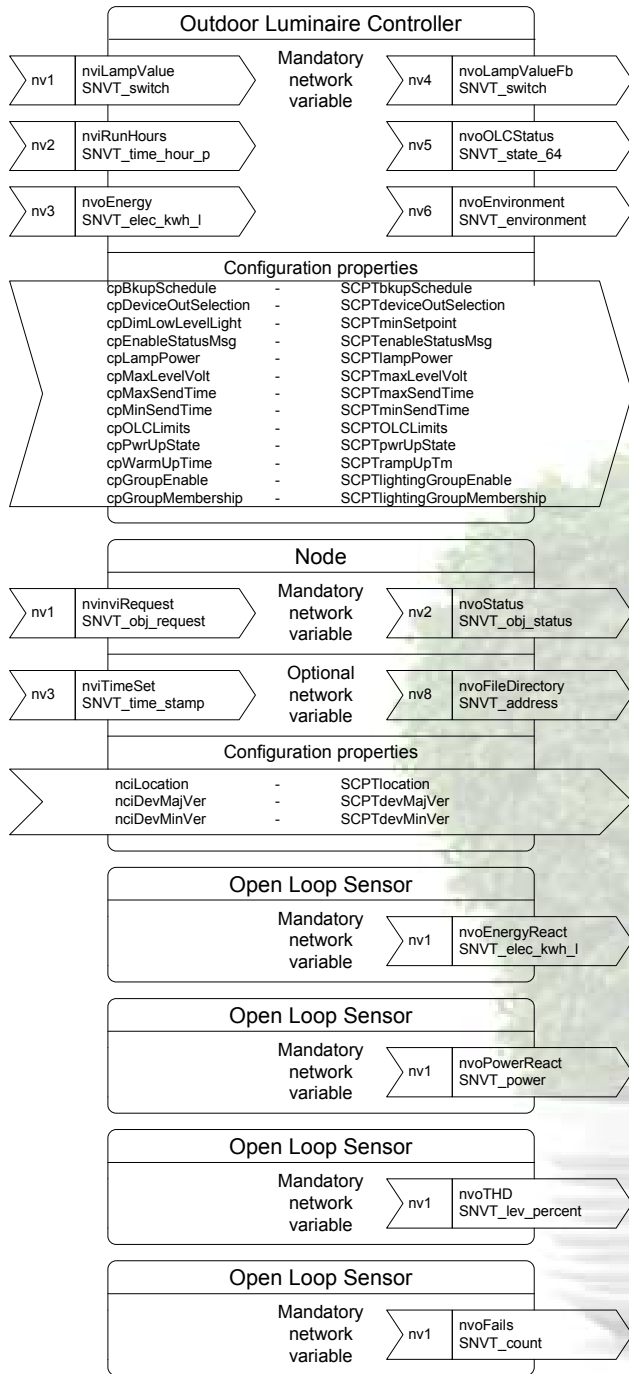 Outdoor Luminaire Controller
nv1
nviLampValue
SNVT_switch
Mandatory
network
variable
nv4
nvoLampValueFb
SNVT_switch
nv2
nviRunHours
SNVT_time_hour_p
nv5
nvoOLCStatus
SNVT_state_64
nv3
nvoEnergy
SNVT_elec_kwh_l
nv6
nvoEnvironment
SNVT_environment
Configuration properties
cpBkupSchedule - SCPTbkupSchedule
cpDeviceOutSelection - SCPTdeviceOutSelection
cpDimLowLevelLight - SCPTminSetpoint
cpEnableStatusMsg - SCPTenableStatusMsg
cpLampPower - SCPTlampPower
cpMaxLevelVolt - SCPTmaxLevelVolt
cpMaxSendTime - SCPTmaxSendTime
cpMinSendTime - SCPTminSendTime
cpOLCLimits - SCPTOLCLimits
cpPwrUpState - SCPTpwrUpState
cpWarmUpTime - SCPTrampUpTm
cpGroupEnable - SCPTlightingGroupEnable
cpGroupMembership - SCPTlightingGroupMembership
Node
nv1
nvinviRequest
SNVT_obj_request
Mandatory
network
variable
nv2
nvoStatus
SNVT_obj_status
nv3
nviTimeSet
SNVT_time_stamp
Optional
network
variable
nv8
nvoFileDirectory
SNVT_address
Configuration properties
nciLocation - SCPTlocation
nciDevMajVer - SCPTdevMajVer
nciDevMinVer - SCPTdevMinVer
Open Loop Sensor
Mandatory
network
variable
nv1
nvoEnergyReact
SNVT_elec_kwh_l
Open Loop Sensor
Mandatory
network
variable
nv1
nvoPowerReact
SNVT_power
Open Loop Sensor
Mandatory
network
variable
nv1
nvoTHD
SNVT_lev_percent
Open Loop Sensor
Mandatory
network
variable
nv1
nvoFails
SNVT_count